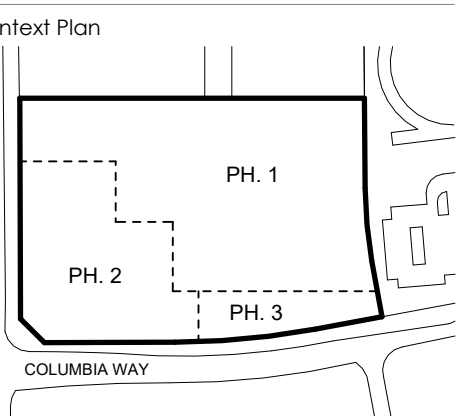 ntext Plan
PH. 1
PH. 2
PH. 3
COLUMBIA WAY